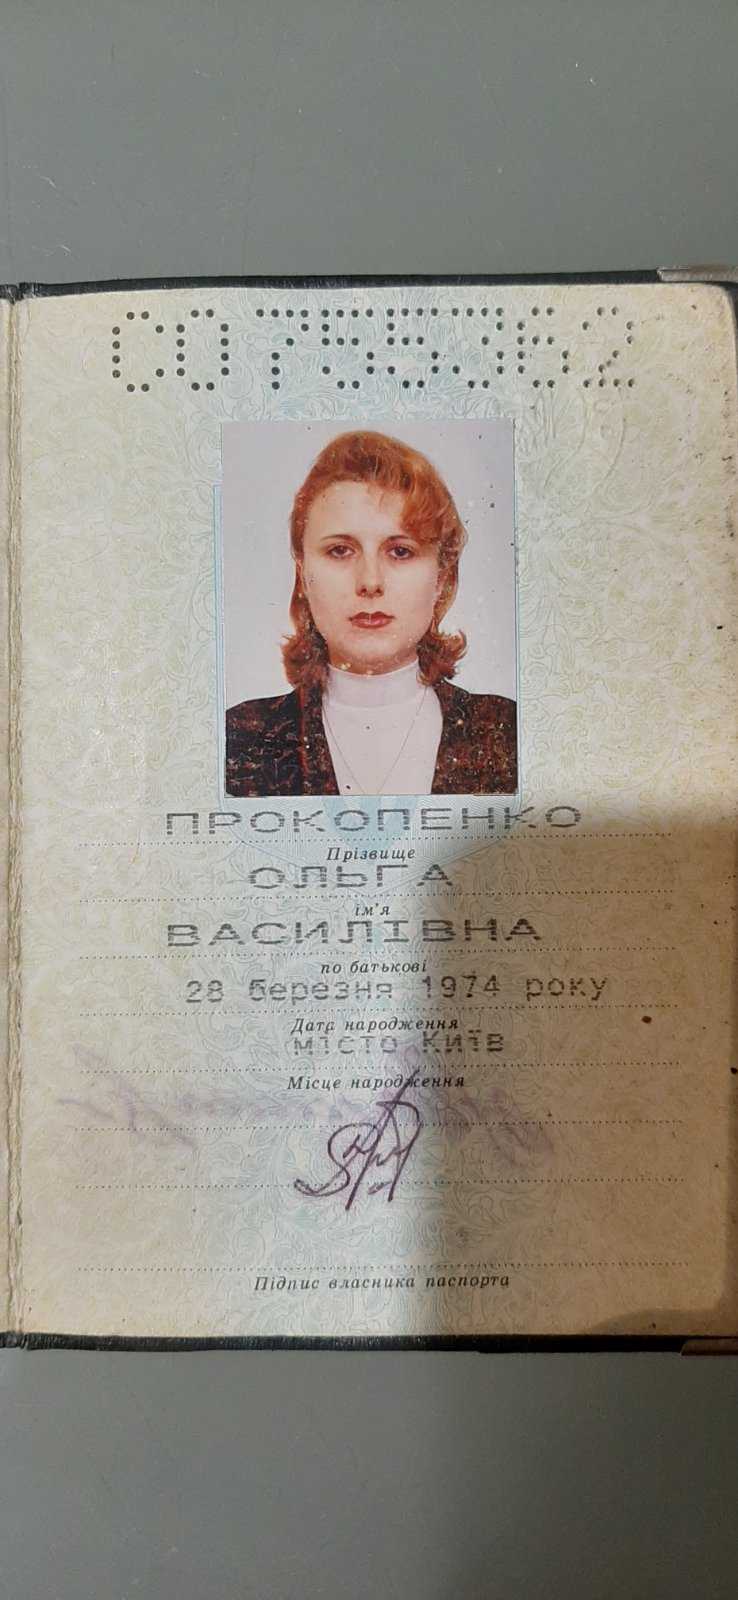 СО755362
ПРОКОПЕНКО
Прізвище
ОЛЬГА
ім'я
ВАСИЛІВНА
по батькові
28 березня 1974 року
Дата народження
місто Київ
Місце народження
Підпис власника паспорта